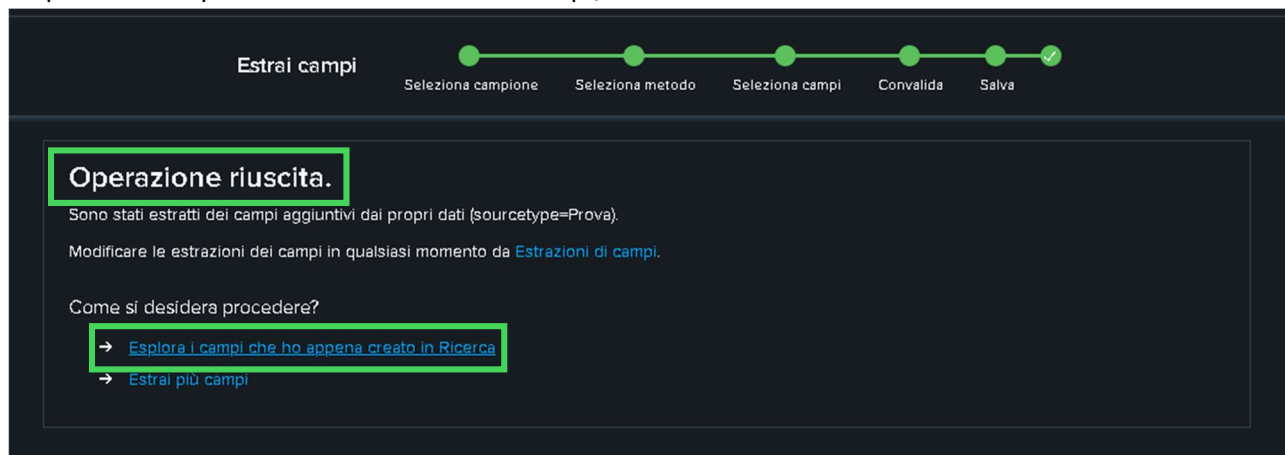 Estrai campi
Seleziona campione Seleziona metodo Seleziona campi Convalida Salva
Operazione riuscita.
Sono stati estratti dei campi aggiuntivi dai propri dati (sourcetype=Prova).
Modificare le estrazioni dei campi in qualsiasi momento da Estrazioni di campi.
Come si desidera procedere?
→ Esplora i campi che ho appena creato in Ricerca
→ Estrai più campi